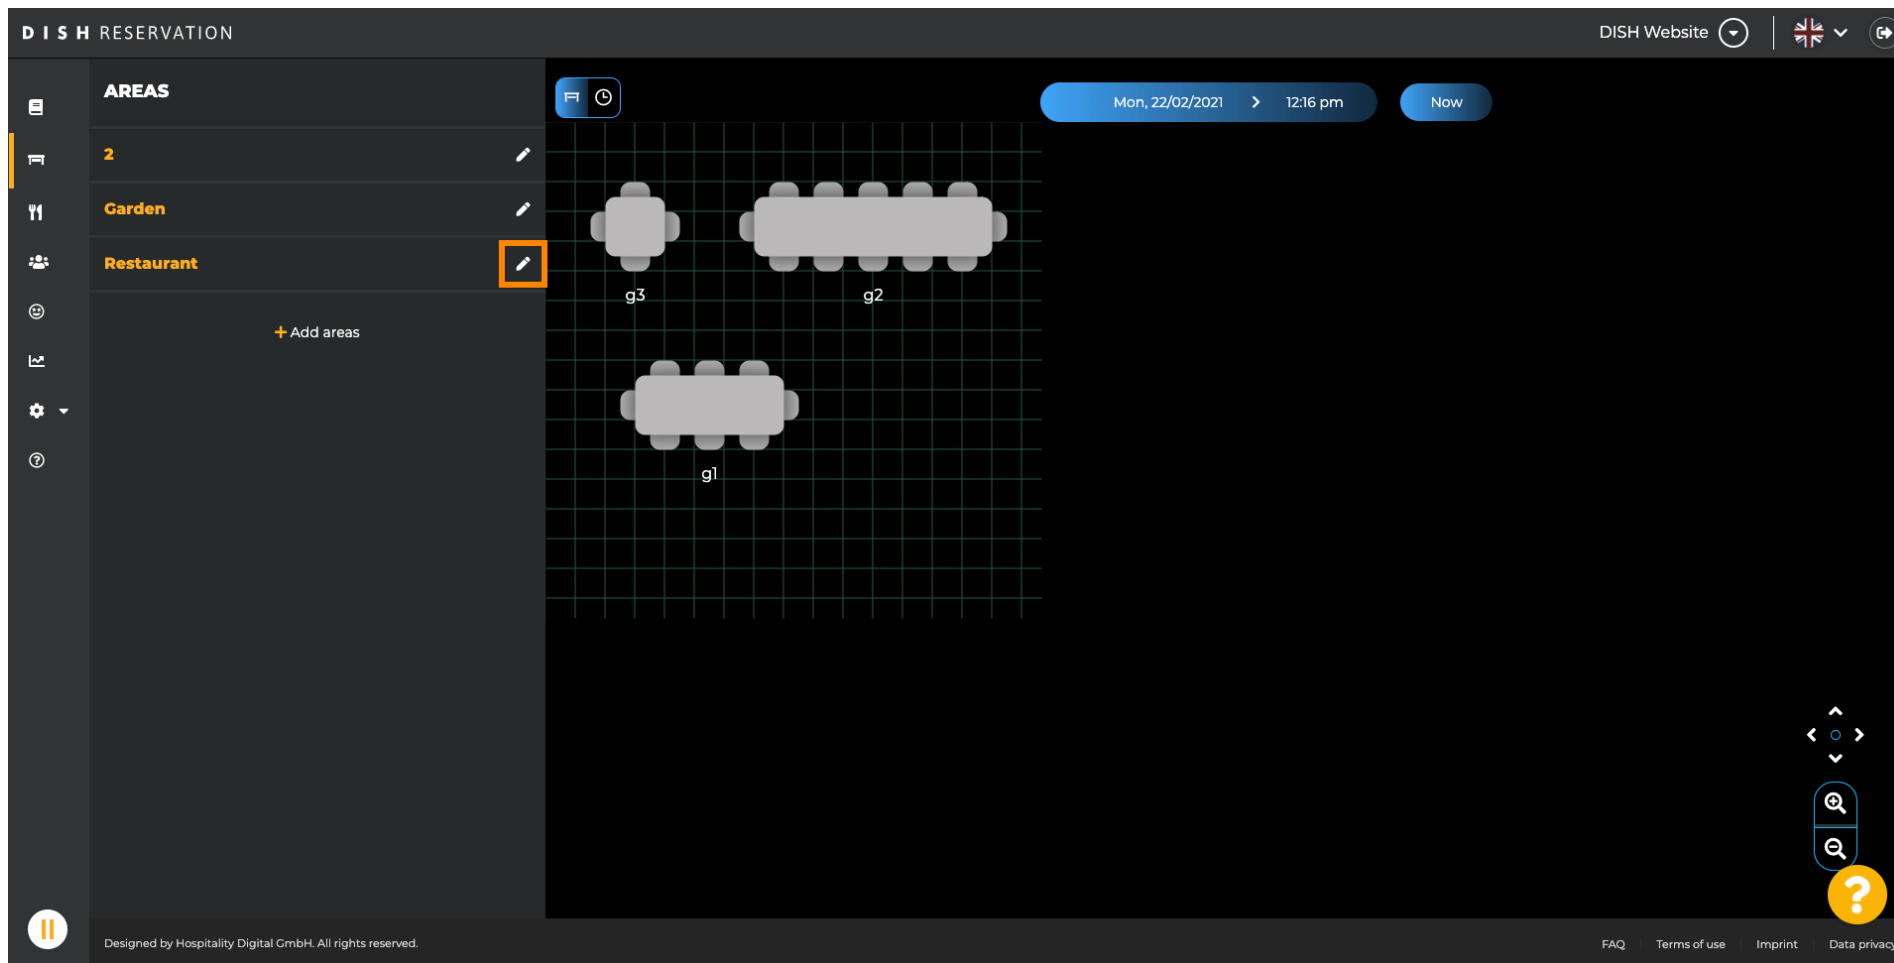 DISH RESERVATION
DISH Website
AREAS
Mon, 22/02/2021 12:16 pm
Now
2
Garden
Restaurant
g3
g2
+ Add areas
g1
?
Designed by Hospitality Digital GmbH. All rights reserved.
FAQ
Terms of use
Imprint
Data privacy